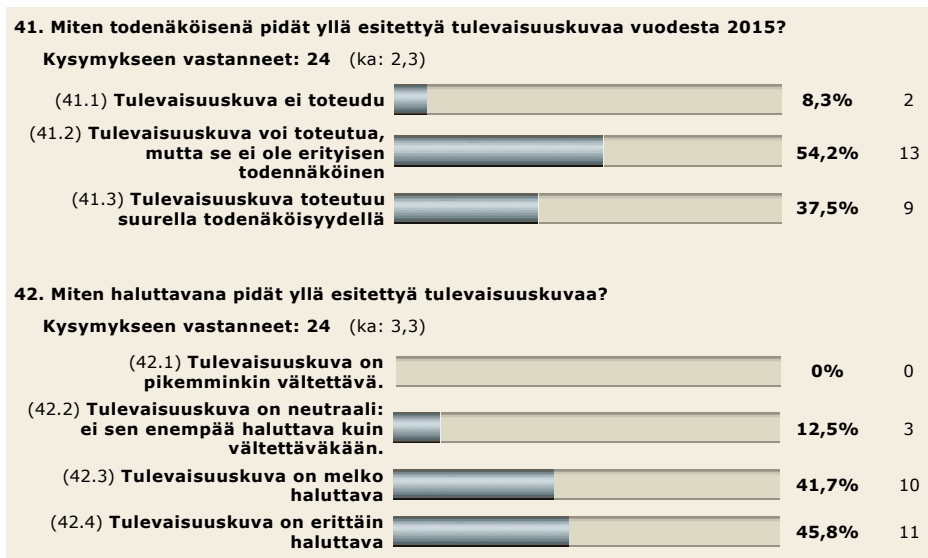 41. Miten todenäköisenä pidät yllä esitettyä tulevaisuuskuvaa vuodesta 2015?
Kysymykseen vastanneet: 24 (ka: 2,3)
(41.1) Tulevaisuuskuva ei toteudu 8,3% 2
(41.2) Tulevaisuuskuva voi toteutua,
mutta se ei ole erityisen 54,2% 13
todennäköinen
(41.3) Tulevaisuuskuva toteutuu
suurella todenäköisyydellä 37,5% 9
42. Miten haluttavana pidät yllä esitettyä tulevaisuuskuvaa?
Kysymykseen vastanneet: 24 (ka: 3,3)
(42.1) Tulevaisuuskuva on
pikemminkin vältettävä. 0% 0
(42.2) Tulevaisuuskuva on neutraali:
ei sen enempää haluttava kuin 12,5% 3
vältettäväkään.
(42.3) Tulevaisuuskuva on melko
haluttava 41,7% 10
(42.4) Tulevaisuuskuva on erittäin
haluttava 45,8% 11